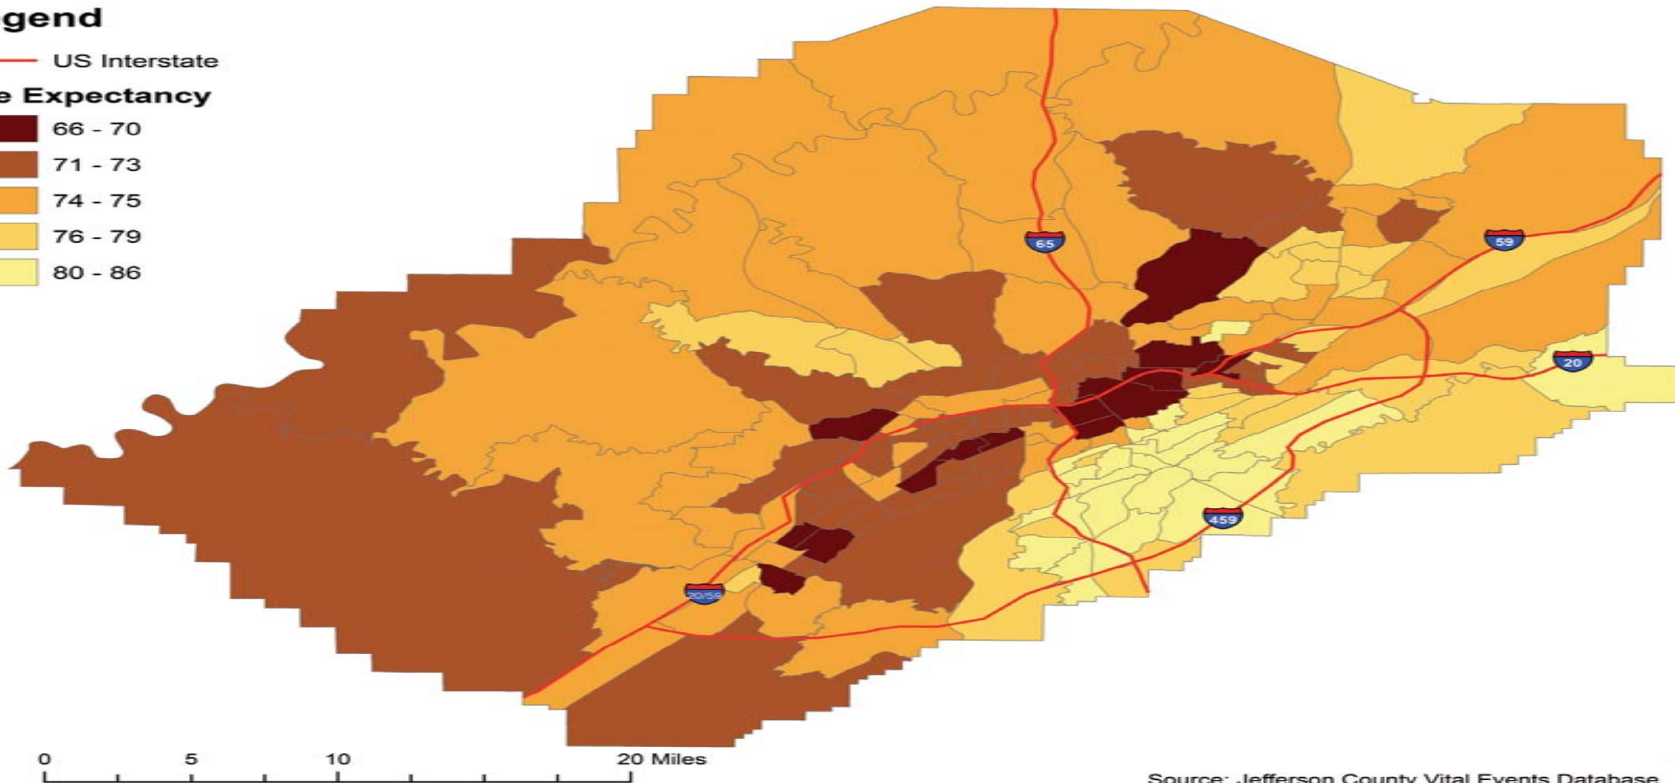 gend
US Interstate
e Expectancy
66 - 70
71 - 73
74 - 75
76 - 79
80 - 86
65
59
20
459
20/59
0 5 10 20 Miles
Source: Jefferson County Vital Events Database